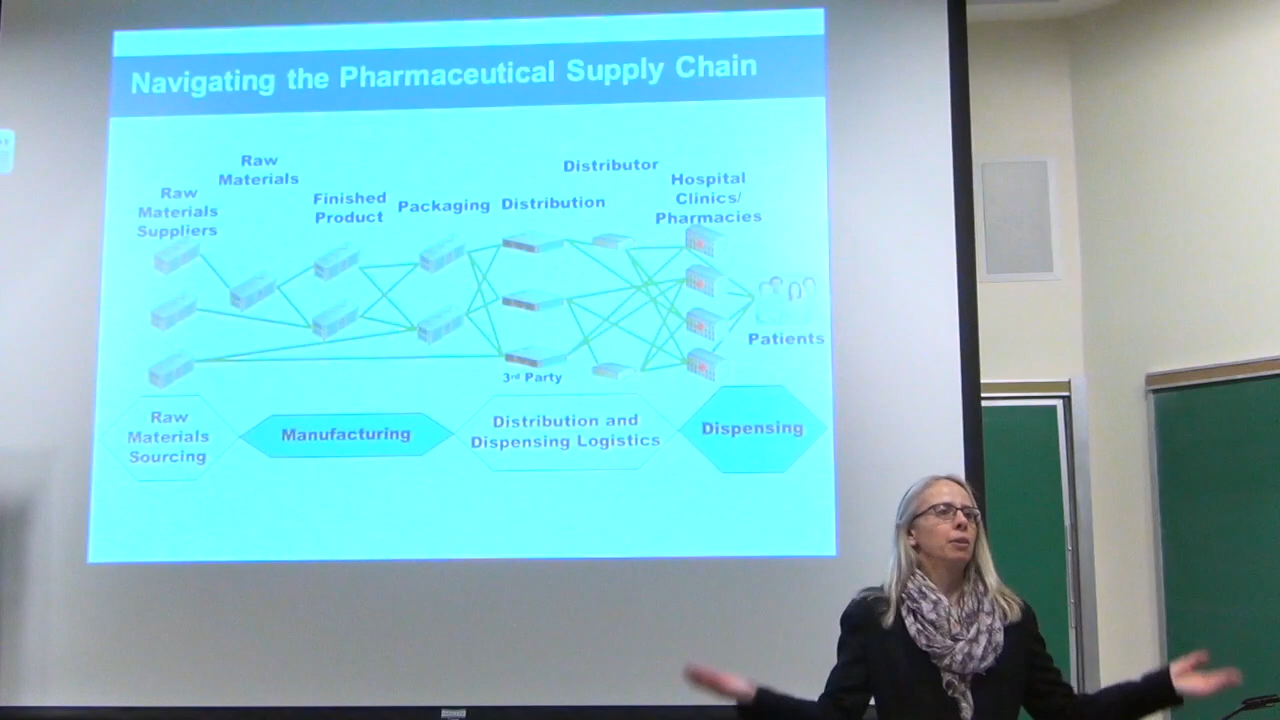 Navigating the Pharmaceutical Supply Chain
Raw
Materials
Suppliers
Raw
Materials
Finished
Product
Packaging
Distribution
Distributor
Hospital
Clinics/
Pharmacies
Patients
3rd Party
Raw
Materials
Sourcing
Manufacturing
Distribution and
Dispensing Logistics
Dispensing